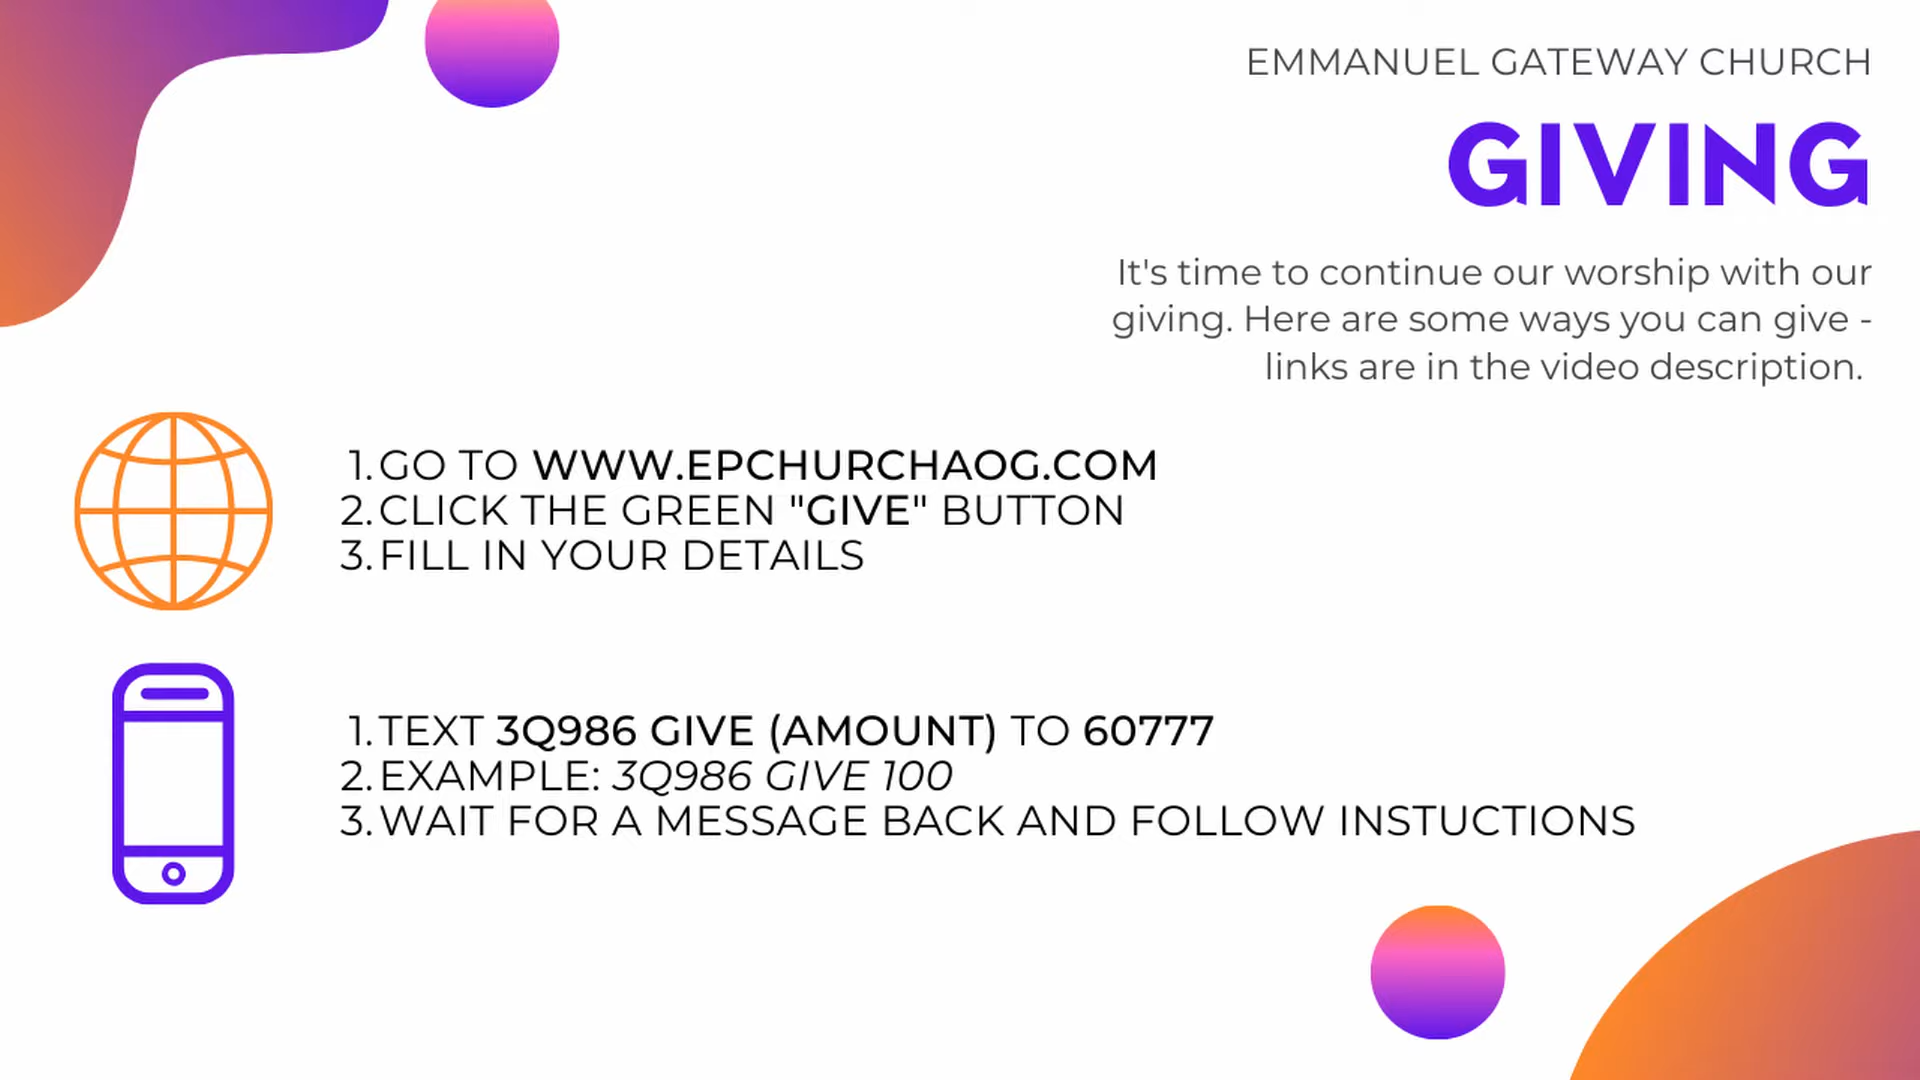 EMMANUEL GATEWAY CHURCH
GIVING
It's time to continue our worship with our
giving. Here are some ways you can give -
links are in the video description.
1. GO TO WWW.EPCHURCHAOG.COM
2. CLICK THE GREEN "GIVE" BUTTON
3. FILL IN YOUR DETAILS
1. TEXT 3Q986 GIVE (AMOUNT) TO 60777
2. EXAMPLE: 3Q986 GIVE 100
3. WAIT FOR A MESSAGE BACK AND FOLLOW INSTUCTIONS